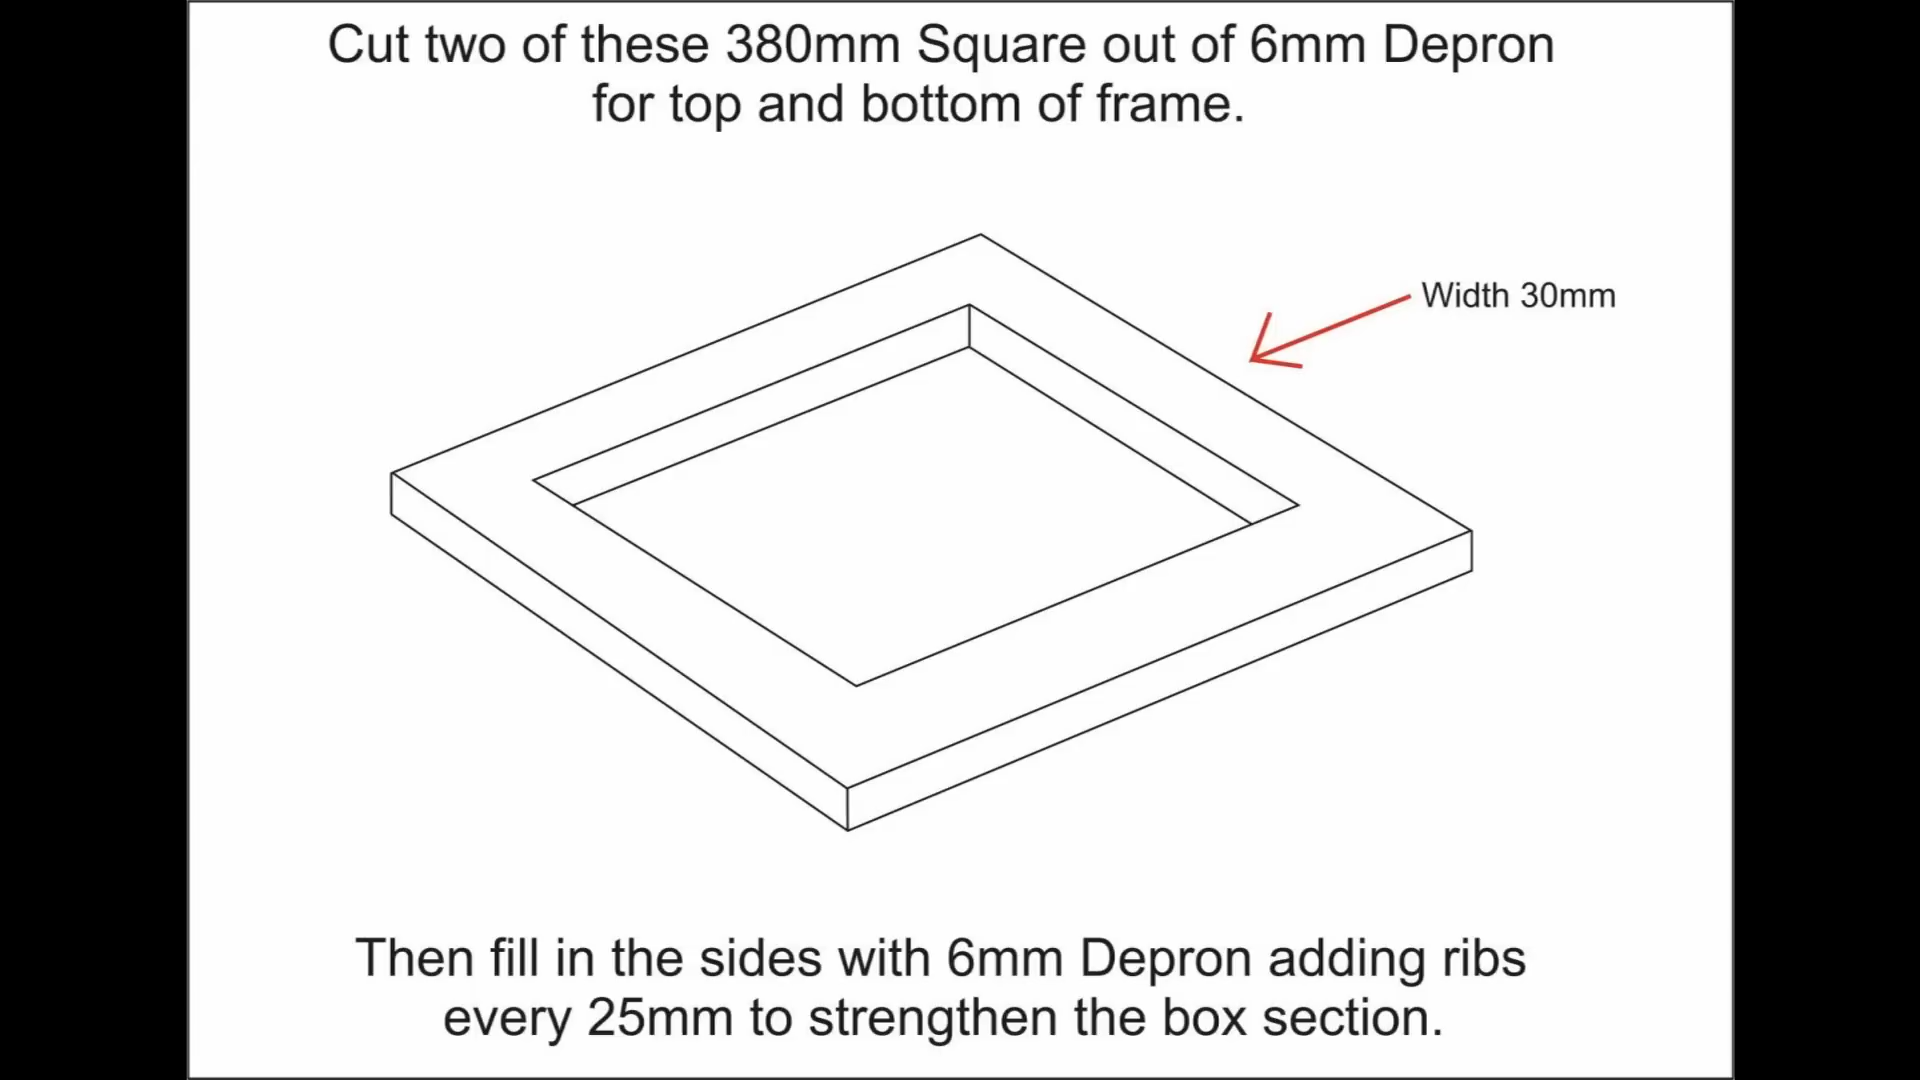 Cut two of these 380mm Square out of 6mm Depron
for top and bottom of frame.
Width 30mm
Then fill in the sides with 6mm Depron adding ribs
every 25mm to strengthen the box section.